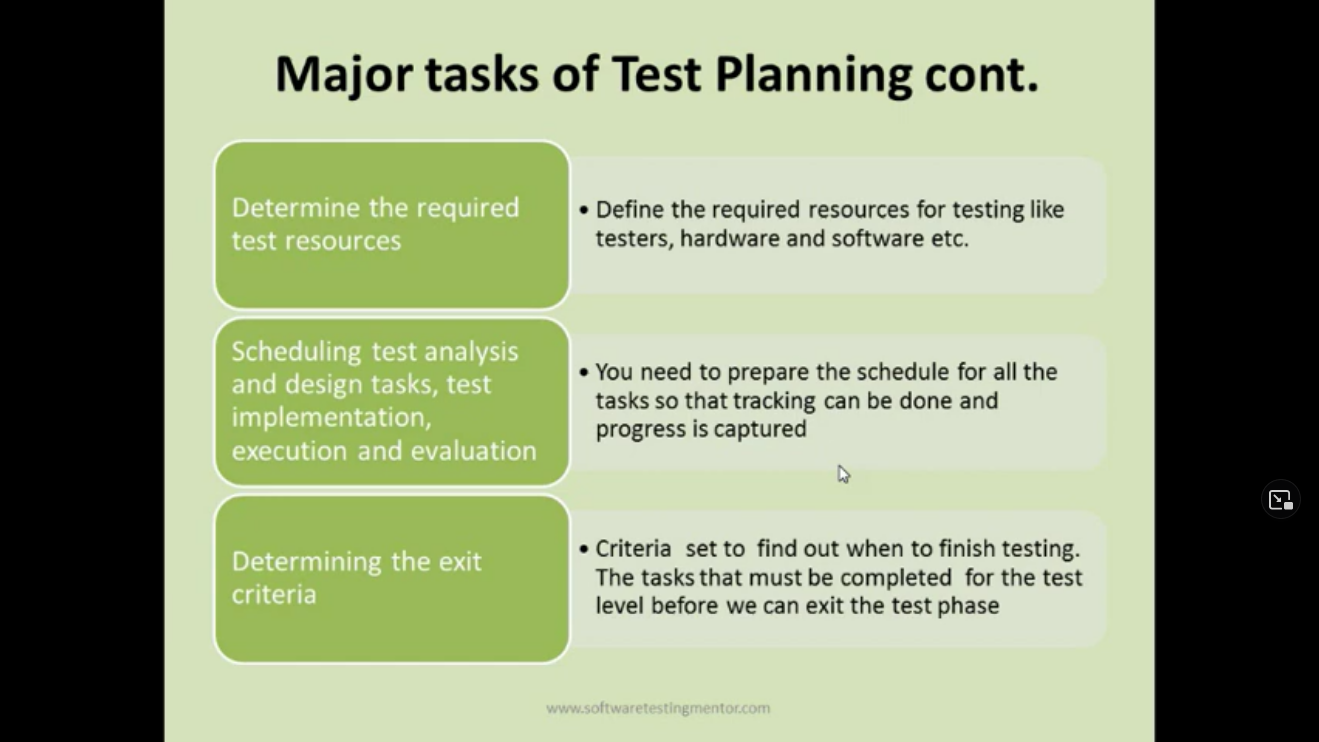 Major tasks of Test Planning cont.
Determine the required
test resources
• Define the required resources for testing like
testers, hardware and software etc.
Scheduling test analysis
and design tasks, test
implementation,
execution and evaluation
• You need to prepare the schedule for all the
tasks so that tracking can be done and
progress is captured
Determining the exit
criteria
• Criteria set to find out when to finish testing.
The tasks that must be completed for the test
level before we can exit the test phase
www.softwaretestingmentor.com